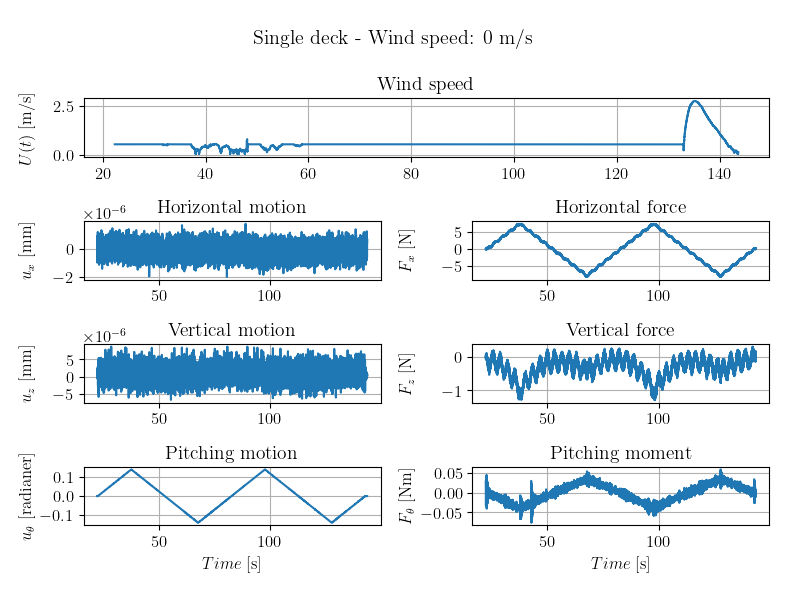 Single deck - Wind speed: 0 m/s
Wind speed
U(t) [m/s]
2.5
0.0
20 40 60 80 100 120 140
×10⁻⁶ Horizontal motion
u_x [mm]
0
−2
50 100
Horizontal force
F_x [N]
5
0
−5
50 100
×10⁻⁶ Vertical motion
u_z [mm]
5
0
−5
50 100
Vertical force
F_z [N]
0
−1
50 100
Pitching motion
u_θ [radianer]
0.1
0.0
−0.1
50 100
Time [s]
Pitching moment
F_θ [Nm]
0.05
0.00
−0.05
50 100
Time [s]